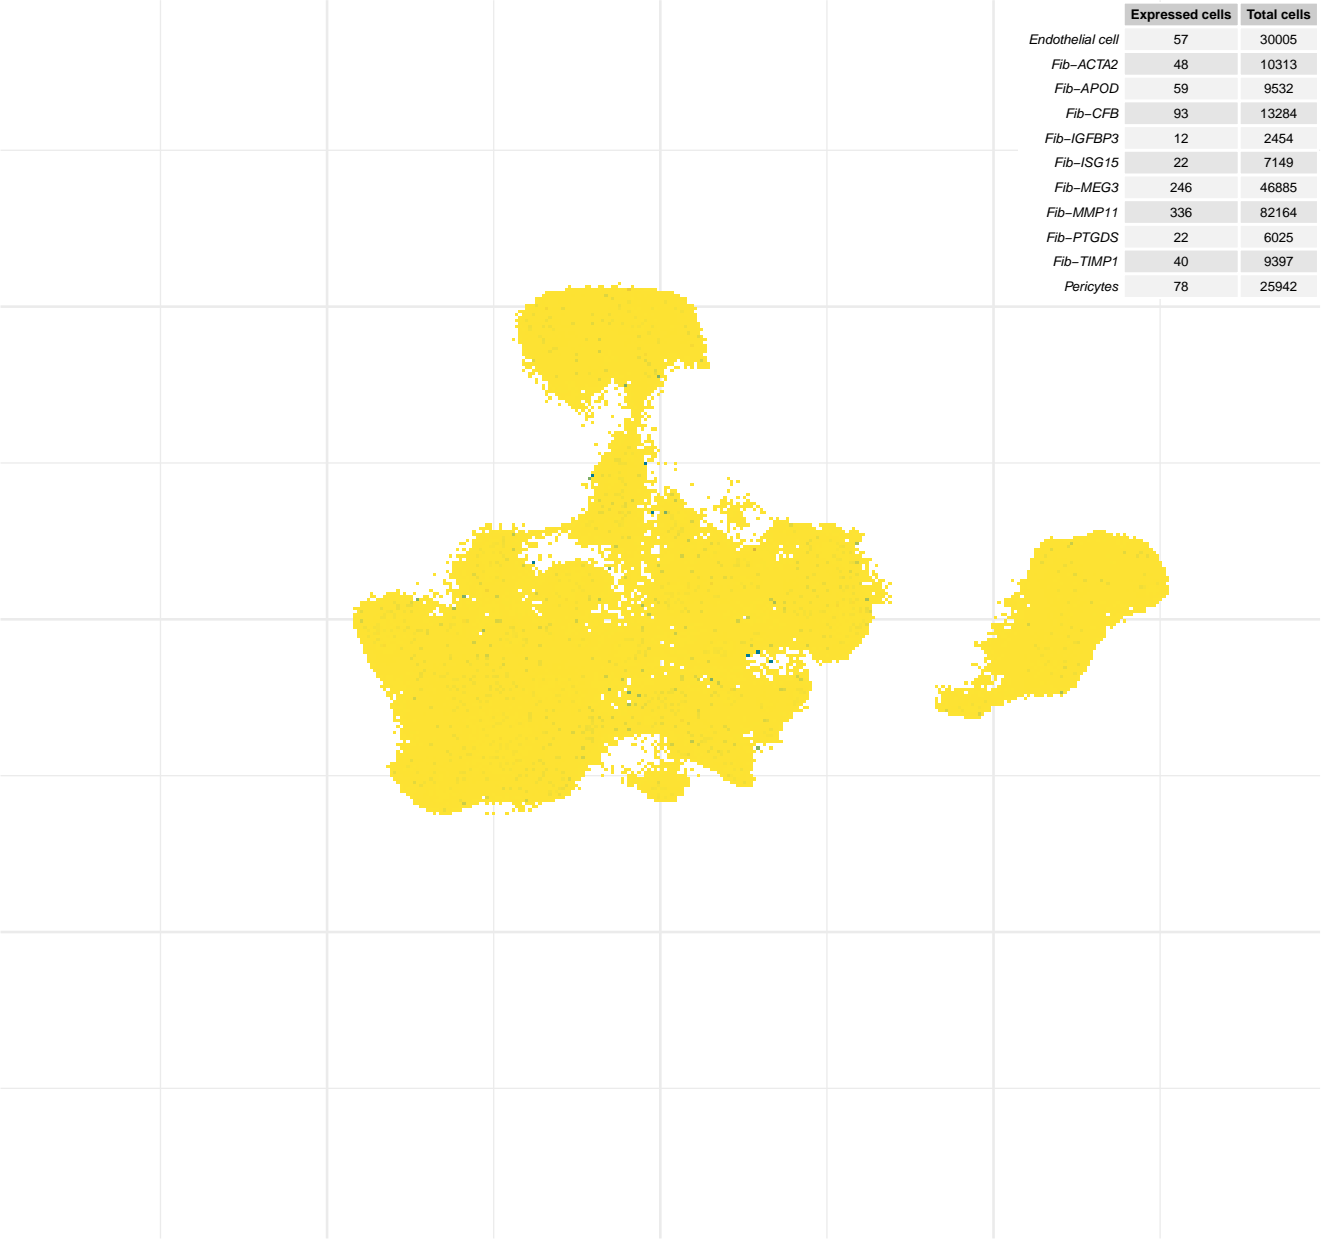 Expressed cells Total cells
Endothelial cell 57 30005
Fib−ACTA2 48 10313
Fib−APOD 59 9532
Fib−CFB 93 13284
Fib−IGFBP3 12 2454
Fib−ISG15 22 7149
Fib−MEG3 246 46885
Fib−MMP11 336 82164
Fib−PTGDS 22 6025
Fib−TIMP1 40 9397
Pericytes 78 25942